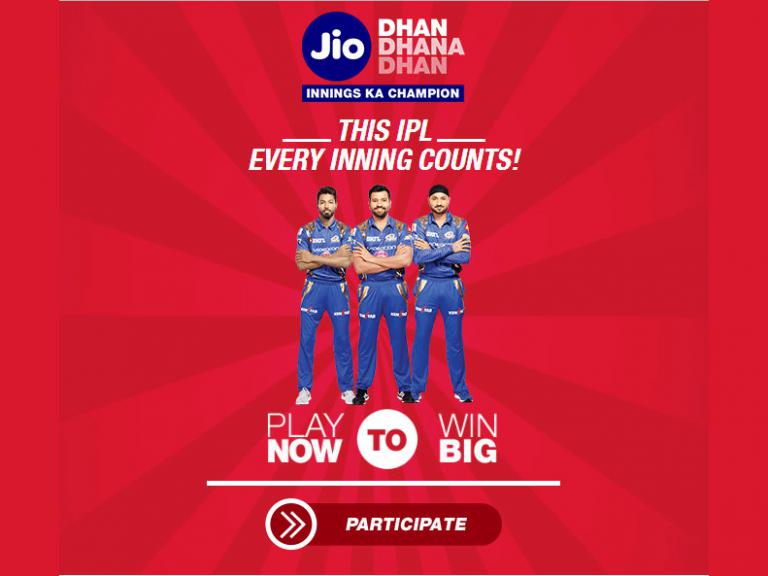 Jio
DHAN
DHANA
DHAN
INNINGS KA CHAMPION
THIS IPL
EVERY INNING COUNTS!
PLAY
NOW
TO
WIN
BIG
PARTICIPATE